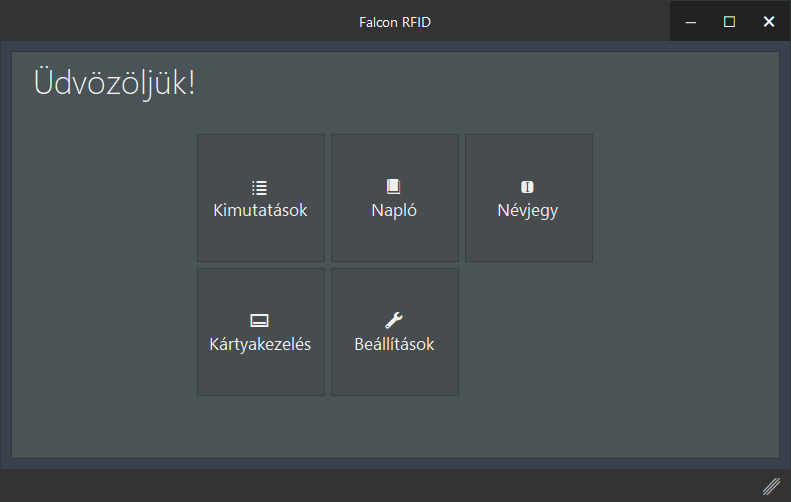 Falcon RFID
Üdvözöljük!
Kimutatások
Napló
Névjegy
Kártyakezelés
Beállítások